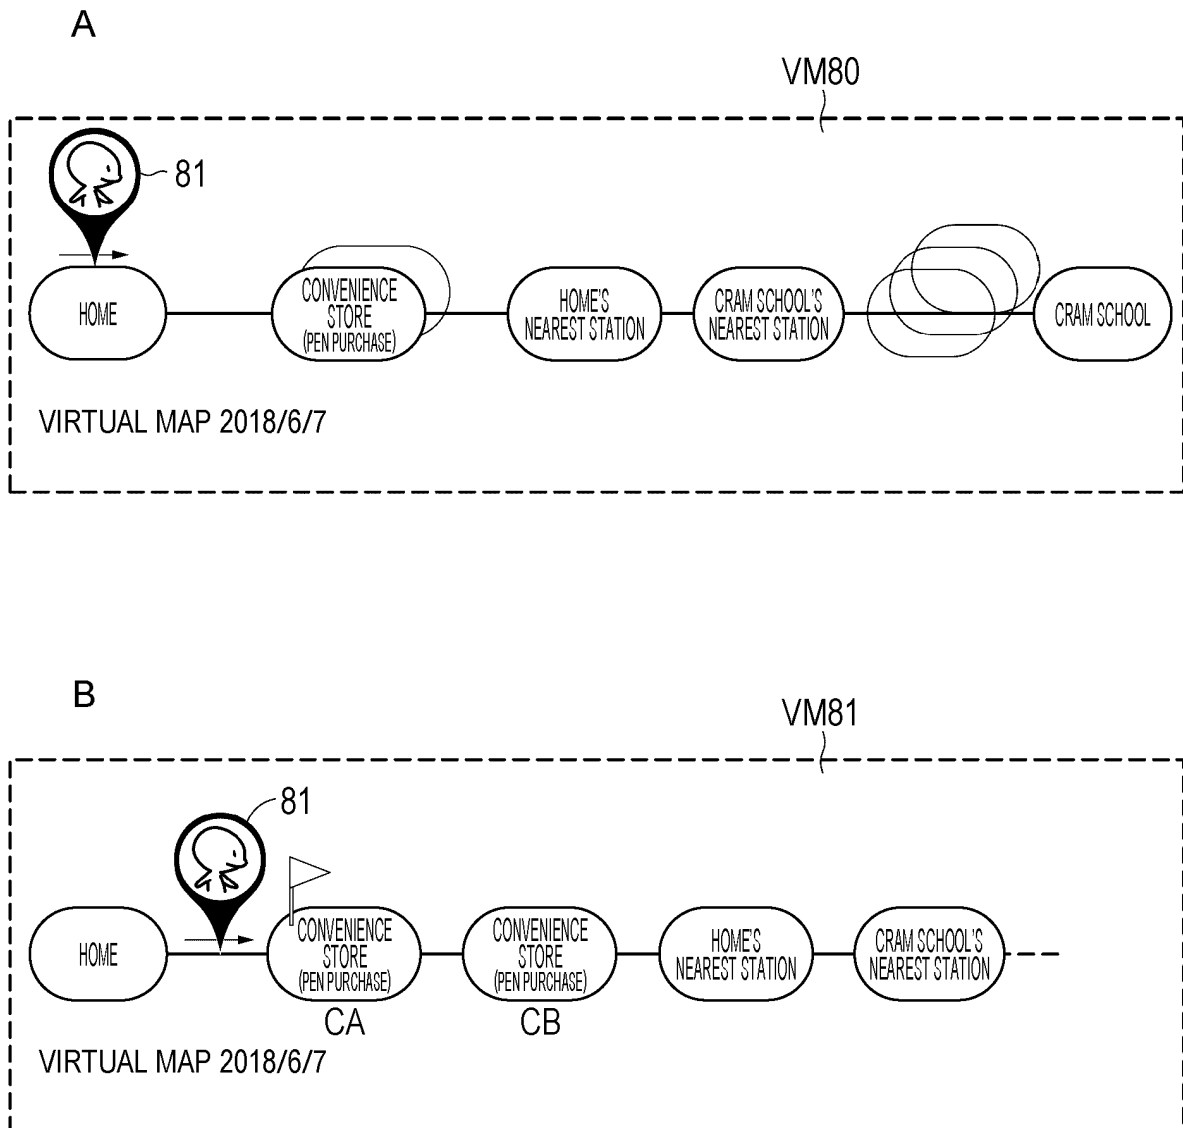 A
VM80
81
HOME
CONVENIENCE
STORE
(PEN PURCHASE)
HOME'S
NEAREST STATION
CRAM SCHOOL'S
NEAREST STATION
CRAM SCHOOL
VIRTUAL MAP 2018/6/7
B
VM81
81
HOME
CONVENIENCE
STORE
(PEN PURCHASE)
CA
CONVENIENCE
STORE
(PEN PURCHASE)
CB
HOME'S
NEAREST STATION
CRAM SCHOOL'S
NEAREST STATION
VIRTUAL MAP 2018/6/7